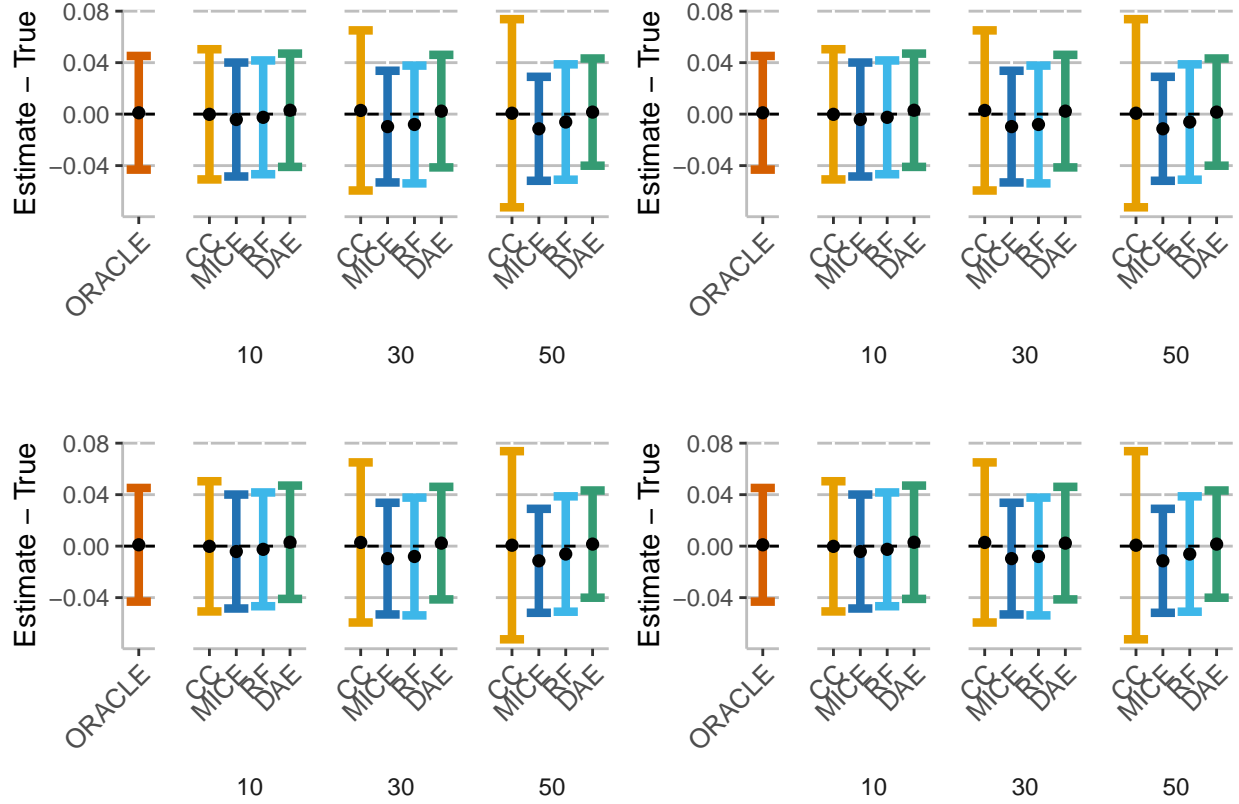 Estimate – True
0.08
0.04
0.00
−0.04
ORACLE
CC
MICE
RF
DAE
CC
MICE
RF
DAE
CC
MICE
RF
DAE
10
30
50
Estimate – True
0.08
0.04
0.00
−0.04
ORACLE
CC
MICE
RF
DAE
CC
MICE
RF
DAE
CC
MICE
RF
DAE
10
30
50
Estimate – True
0.08
0.04
0.00
−0.04
ORACLE
CC
MICE
RF
DAE
CC
MICE
RF
DAE
CC
MICE
RF
DAE
10
30
50
Estimate – True
0.08
0.04
0.00
−0.04
ORACLE
CC
MICE
RF
DAE
CC
MICE
RF
DAE
CC
MICE
RF
DAE
10
30
50